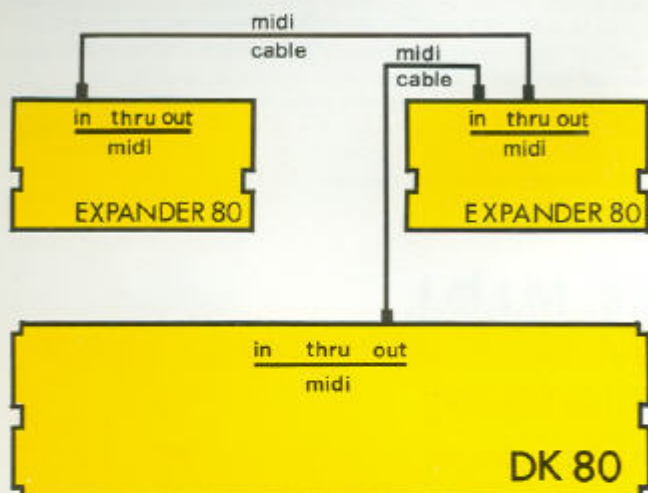 midi
cable
midi
cable
in thru out
midi
EXPANDER 80
in thru out
midi
EXPANDER 80
in thru out
midi
DK 80